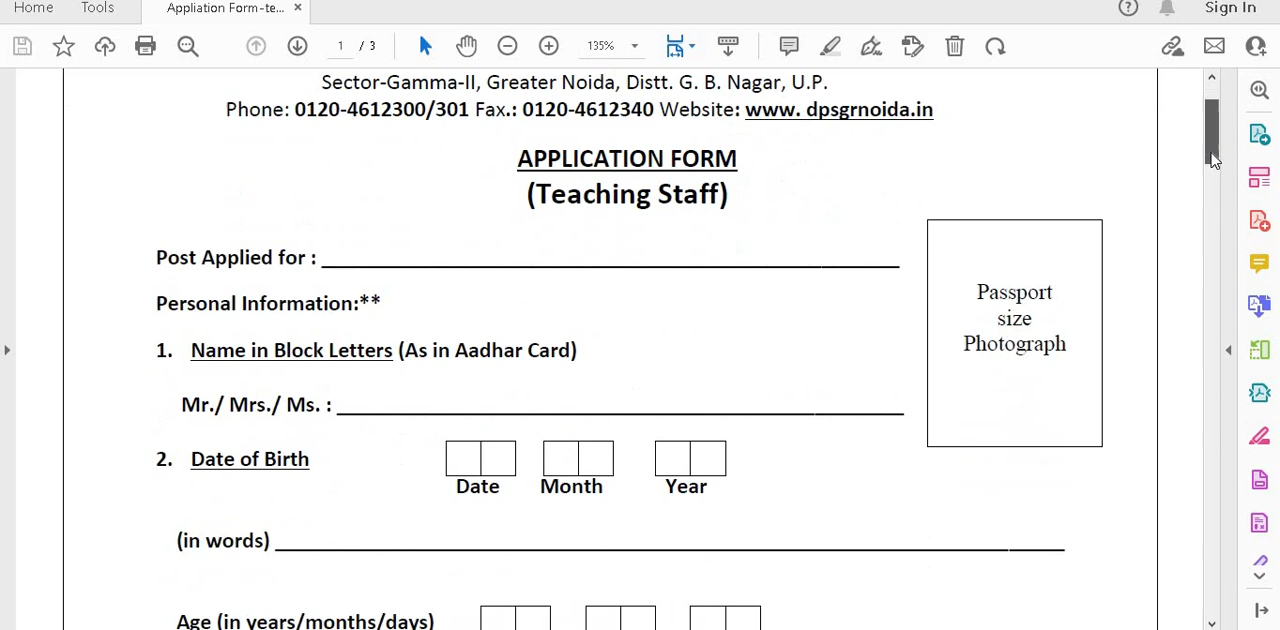 Home Tools Appliation Form-te... × Sign In
1 / 3 135%
Sector-Gamma-II, Greater Noida, Distt. G. B. Nagar, U.P.
Phone: 0120-4612300/301 Fax.: 0120-4612340 Website: www. dpsgrnoida.in
APPLICATION FORM
(Teaching Staff)
Post Applied for : ____________________
Personal Information:**
Passport
size
Photograph
1. Name in Block Letters (As in Aadhar Card)
Mr./ Mrs./ Ms. : ____________________
2. Date of Birth
Date Month Year
(in words) ____________________
Age (in years/months/days)